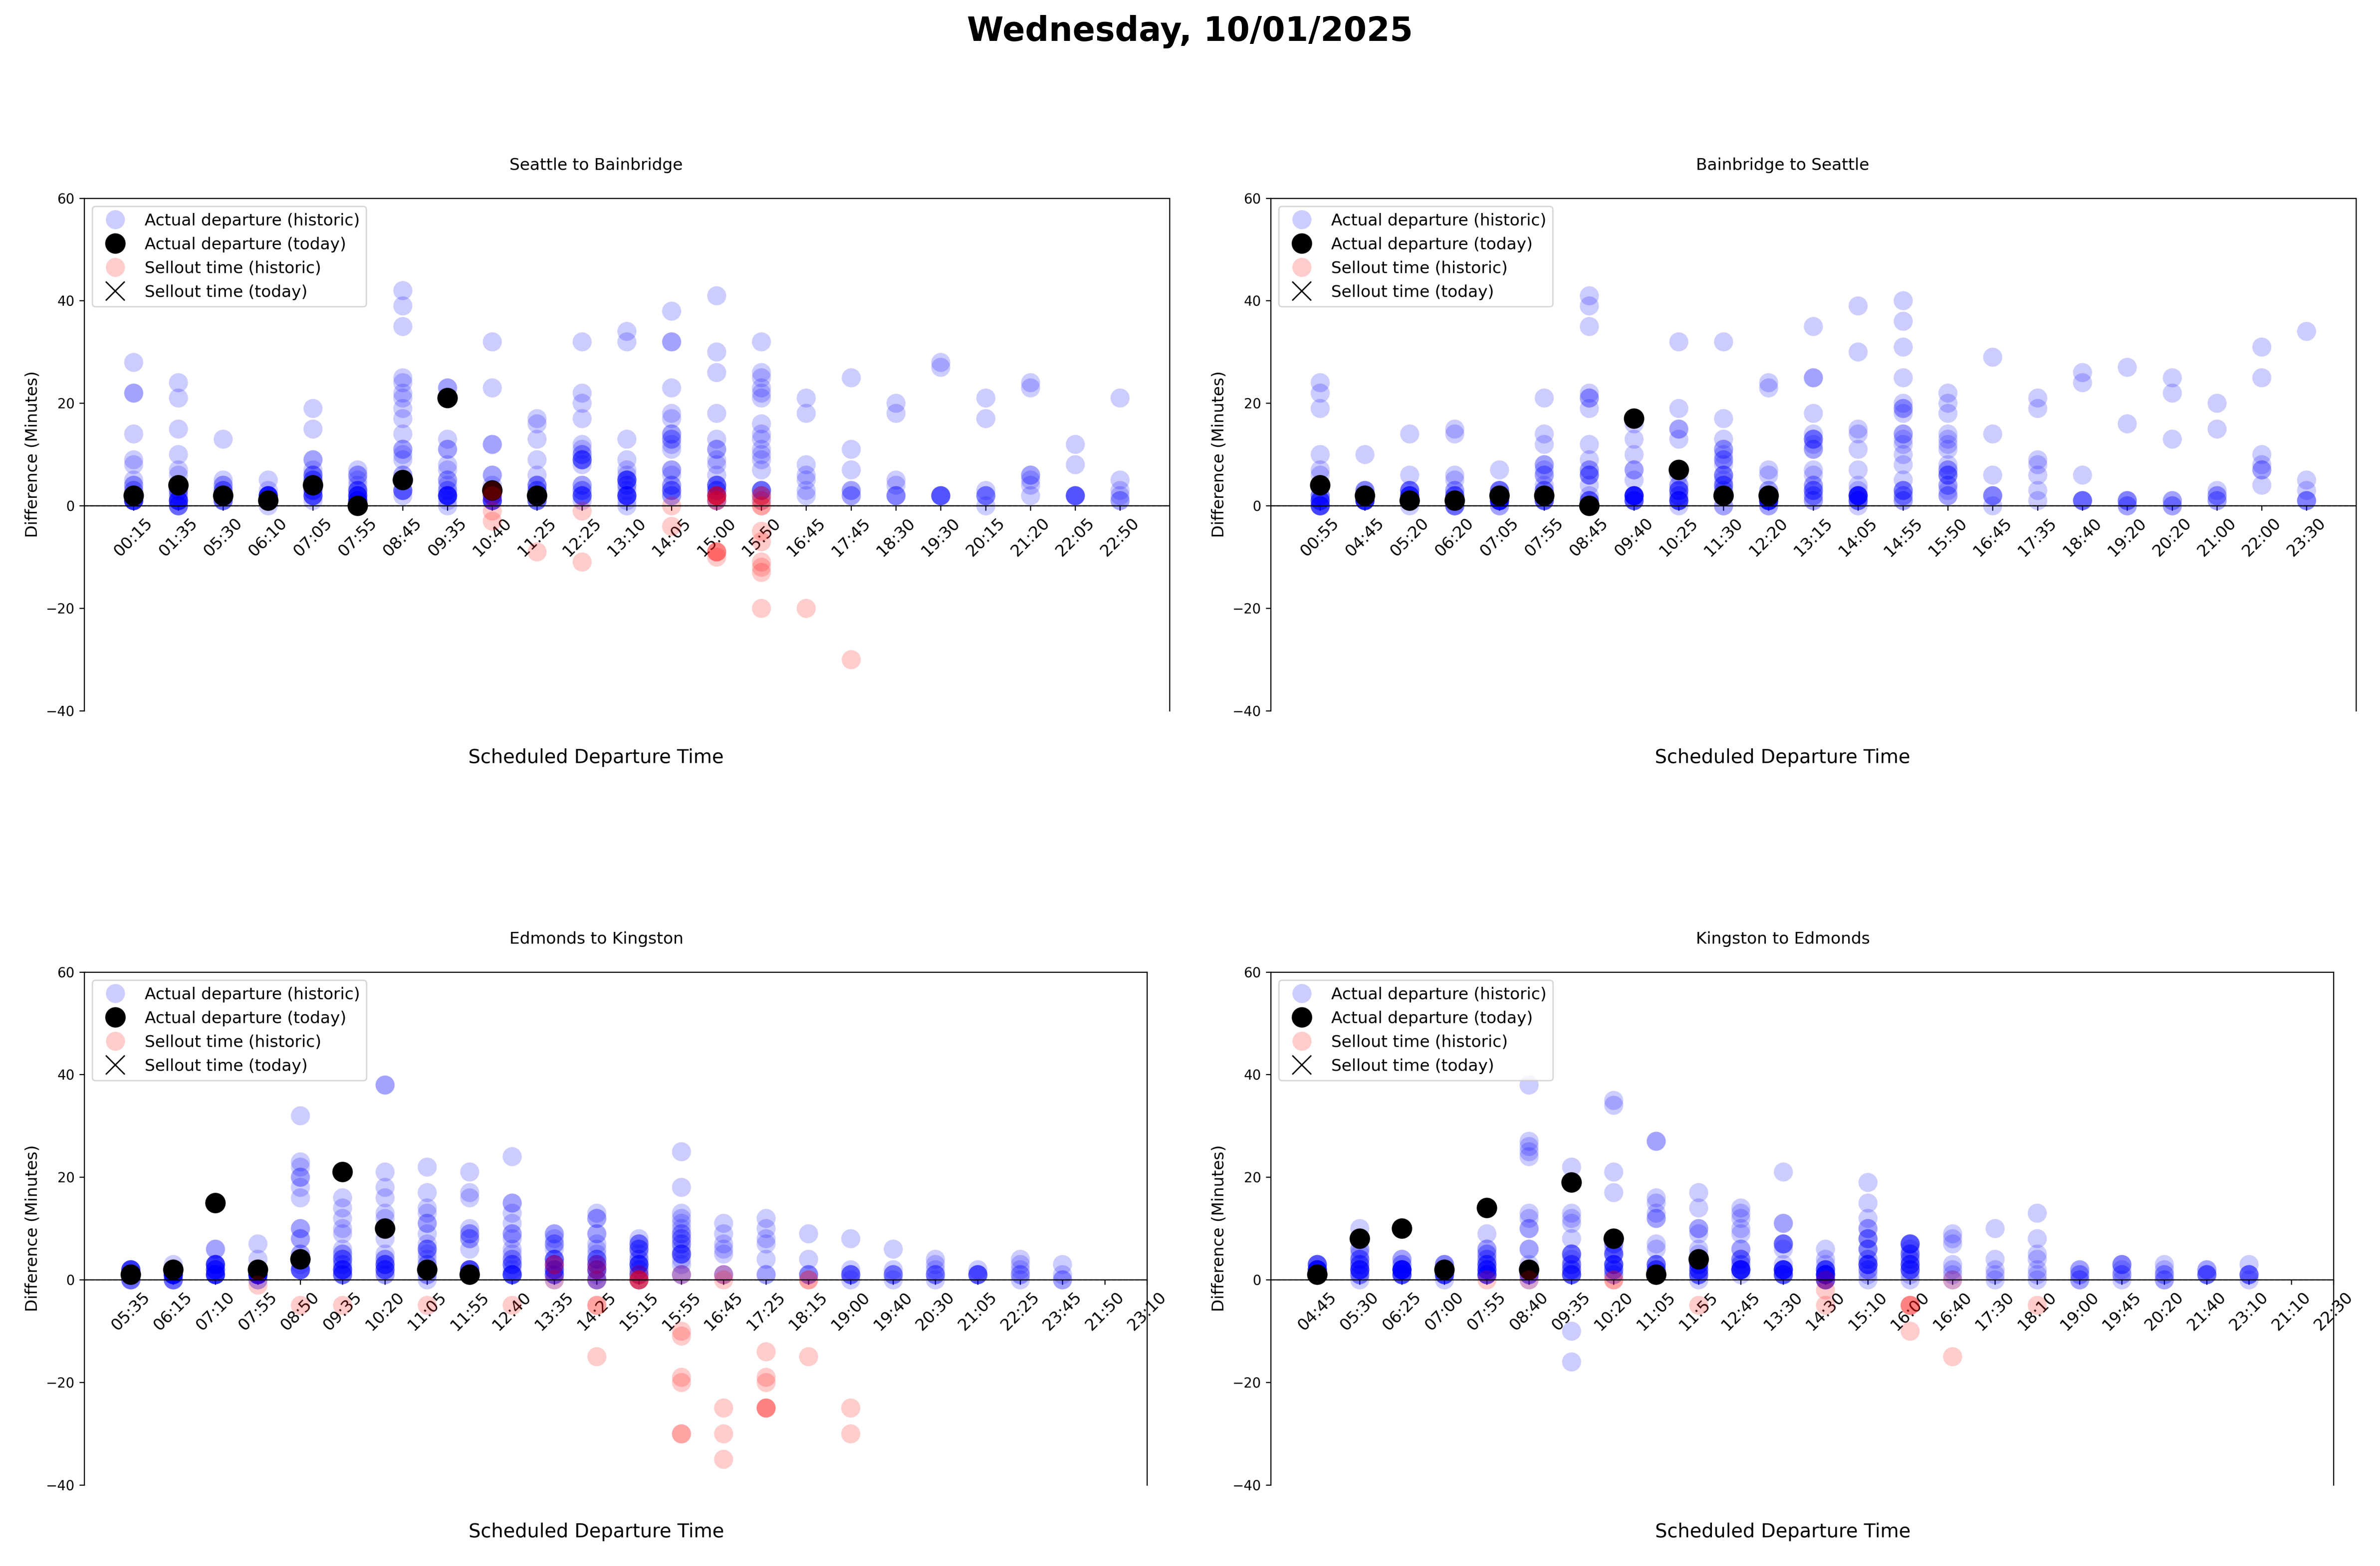 Wednesday, 10/01/2025
Seattle to Bainbridge
60
40
20
0
−20
−40
Difference (Minutes)
Actual departure (historic)
Actual departure (today)
Sellout time (historic)
Sellout time (today)
00:15 01:35 05:30 06:10 07:05 07:55 08:45 09:35 10:40 11:25 12:25 13:10 14:05 15:00 15:50 16:45 17:45 18:30 19:30 20:15 21:20 22:05 22:50
Scheduled Departure Time
Bainbridge to Seattle
60
40
20
0
−20
−40
Difference (Minutes)
Actual departure (historic)
Actual departure (today)
Sellout time (historic)
Sellout time (today)
00:55 04:45 05:20 06:20 07:05 07:55 08:45 09:40 10:25 11:30 12:20 13:15 14:05 14:55 15:50 16:45 17:35 18:40 19:20 20:20 21:00 22:00 23:30
Scheduled Departure Time
Edmonds to Kingston
60
40
20
0
−20
−40
Difference (Minutes)
Actual departure (historic)
Actual departure (today)
Sellout time (historic)
Sellout time (today)
05:35 06:15 07:10 07:55 08:50 09:35 10:20 11:05 11:55 12:40 13:35 14:25 15:15 15:55 16:45 17:25 18:15 19:00 19:40 20:30 21:05 22:25 23:45 21:50 23:10
Scheduled Departure Time
Kingston to Edmonds
60
40
20
0
−20
−40
Difference (Minutes)
Actual departure (historic)
Actual departure (today)
Sellout time (historic)
Sellout time (today)
04:45 05:30 06:25 07:00 07:55 08:40 09:35 10:20 11:05 11:55 12:45 13:30 14:30 15:10 16:00 16:40 17:30 18:10 19:00 19:45 20:20 21:40 23:10 21:10 22:30
Scheduled Departure Time